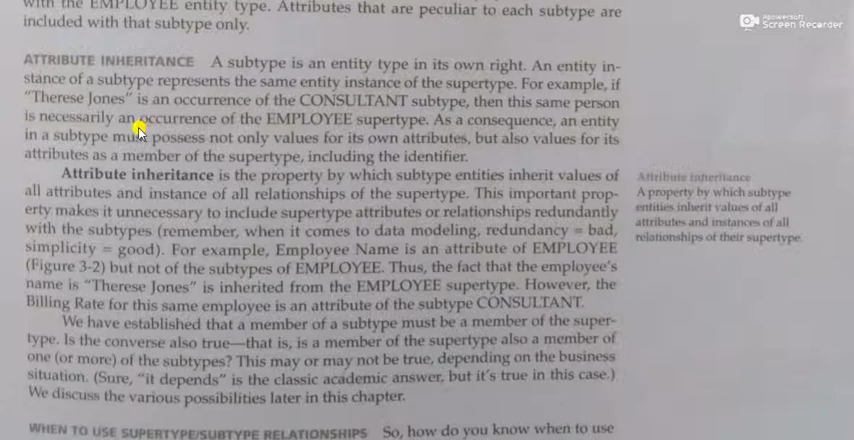 with the EMPLOYEE entity type. Attributes that are peculiar to each subtype are
included with that subtype only.
Apowersoft
Screen Recorder
ATTRIBUTE INHERITANCE A subtype is an entity type in its own right. An entity in-
stance of a subtype represents the same entity instance of the supertype. For example, if
"Therese Jones" is an occurrence of the CONSULTANT subtype, then this same person
is necessarily an occurrence of the EMPLOYEE supertype. As a consequence, an entity
in a subtype must possess not only values for its own attributes, but also values for its
attributes as a member of the supertype, including the identifier.
Attribute inheritance is the property by which subtype entities inherit values of
all attributes and instance of all relationships of the supertype. This important prop-
erty makes it unnecessary to include supertype attributes or relationships redundantly
with the subtypes (remember, when it comes to data modeling, redundancy = bad,
simplicity = good). For example, Employee Name is an attribute of EMPLOYEE
(Figure 3-2) but not of the subtypes of EMPLOYEE. Thus, the fact that the employee's
name is "Therese Jones" is inherited from the EMPLOYEE supertype. However, the
Billing Rate for this same employee is an attribute of the subtype CONSULTANT.
We have established that a member of a subtype must be a member of the super-
type. Is the converse also true—that is, is a member of the supertype also a member of
one (or more) of the subtypes? This may or may not be true, depending on the business
situation. (Sure, "it depends" is the classic academic answer, but it's true in this case.)
We discuss the various possibilities later in this chapter.
Attribute inheritance
A property by which subtype
entities inherit values of all
attributes and instances of all
relationships of their supertype.
WHEN TO USE SUPERTYPE/SUBTYPE RELATIONSHIPS So, how do you know when to use